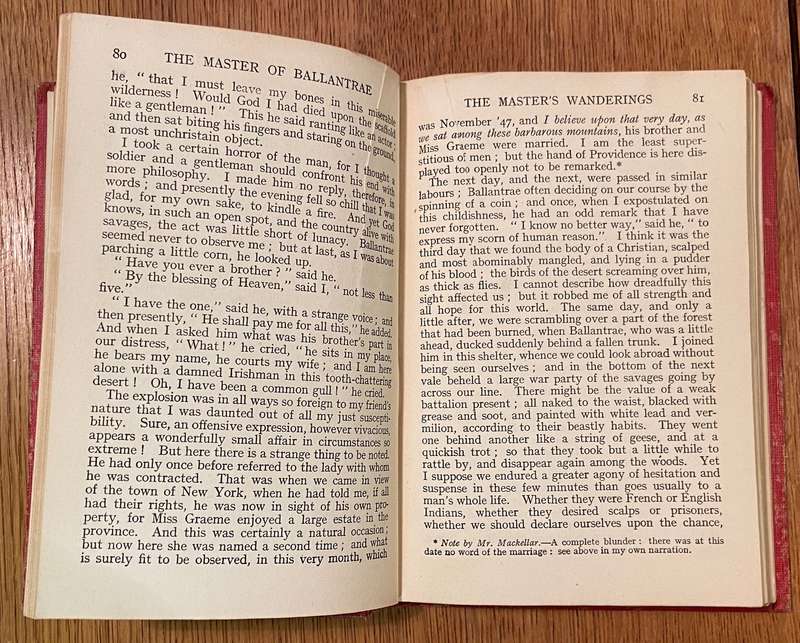 80 THE MASTER OF BALLANTRAE
he, “ that I must leave my bones in this miserable
wilderness ! Would God I had died upon the scaffold
like a gentleman ! ” This he said ranting like an actor ;
and then sat biting his fingers and staring on the ground,
a most unchristian object.
I took a certain horror of the man, for I thought a
soldier and a gentleman should confront his end with
more philosophy. I made him no reply, therefore, in
words ; and presently the evening fell so chill that I was
glad, for my own sake, to kindle a fire. And yet God
knows, in such an open spot, and the country alive with
savages, the act was little short of lunacy. Ballantrae
seemed never to observe me ; but at last, as I was about
parching a little corn, he looked up.
“ Have you ever a brother ? ” said he.
“ By the blessing of Heaven,” said I, “ not less than
five.”
“ I have the one,” said he, with a strange voice ; and
then presently, “ He shall pay me for all this,” he added.
And when I asked him what was his brother’s part in
our distress, “ What ! ” he cried, “ he sits in my place,
he bears my name, he courts my wife ; and I am here
alone with a damned Irishman in this tooth-chattering
desert ! Oh, I have been a common gull ! ” he cried.
The explosion was in all ways so foreign to my friend’s
nature that I was daunted out of all my just suscepti-
bility. Sure, an offensive expression, however vivacious,
appears a wonderfully small affair in circumstances so
extreme ! But here there is a strange thing to be noted.
He had only once before referred to the lady with whom
he was contracted. That was when we came in view
of the town of New York, when he had told me, if all
had their rights, he was now in sight of his own pro-
perty, for Miss Graeme enjoyed a large estate in the
province. And this was certainly a natural occasion ;
but now here she was named a second time ; and what
is surely fit to be observed, in this very month, which
THE MASTER’S WANDERINGS 81
was November ’47, and I believe upon that very day, as
we sat among these barbarous mountains, his brother and
Miss Graeme were married. I am the least super-
stitious of men ; but the hand of Providence is here dis-
played too openly not to be remarked.*
The next day, and the next, were passed in similar
labours ; Ballantrae often deciding on our course by the
spinning of a coin ; and once, when I expostulated on
this childishness, he had an odd remark that I have
never forgotten. “ I know no better way,” said he, “ to
express my scorn of human reason.” I think it was the
third day that we found the body of a Christian, scalped
and most abominably mangled, and lying in a pudder
of his blood ; the birds of the desert screaming over him,
as thick as flies. I cannot describe how dreadfully this
sight affected us ; but it robbed me of all strength and
all hope for this world. The same day, and only a
little after, we were scrambling over a part of the forest
that had been burned, when Ballantrae, who was a little
ahead, ducked suddenly behind a fallen trunk. I joined
him in this shelter, whence we could look abroad without
being seen ourselves ; and in the bottom of the next
vale beheld a large war party of the savages going by
across our line. There might be the value of a weak
battalion present ; all naked to the waist, blacked with
grease and soot, and painted with white lead and ver-
milion, according to their beastly habits. They went
one behind another like a string of geese, and at a
quickish trot ; so that they took but a little while to
rattle by, and disappear again among the woods. Yet
I suppose we endured a greater agony of hesitation and
suspense in these few minutes than goes usually to a
man’s whole life. Whether they were French or English
Indians, whether they desired scalps or prisoners,
whether we should declare ourselves upon the chance,
* Note by Mr. Mackellar.—A complete blunder : there was at this
date no word of the marriage : see above in my own narration.